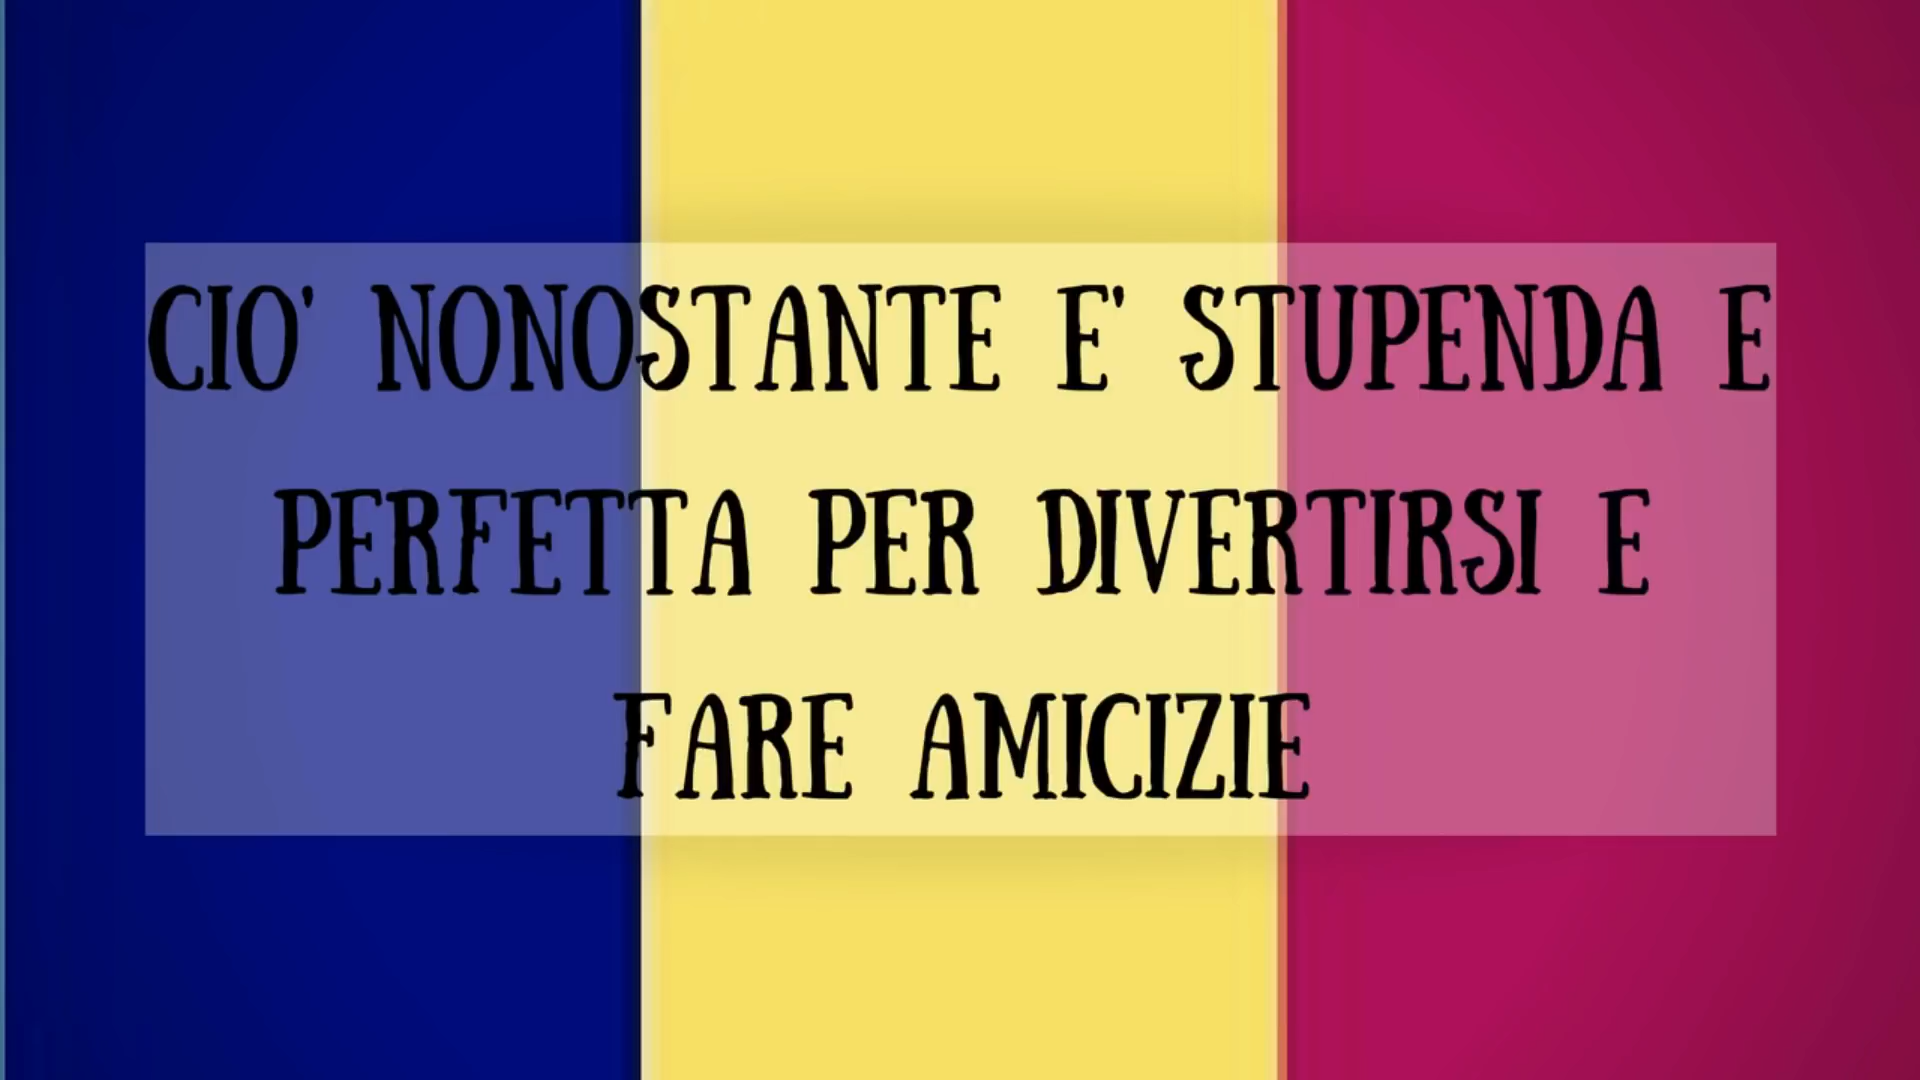 CIO' NONOSTANTE E' STUPENDA E
PERFETTA PER DIVERTIRSI E
FARE AMICIZIE